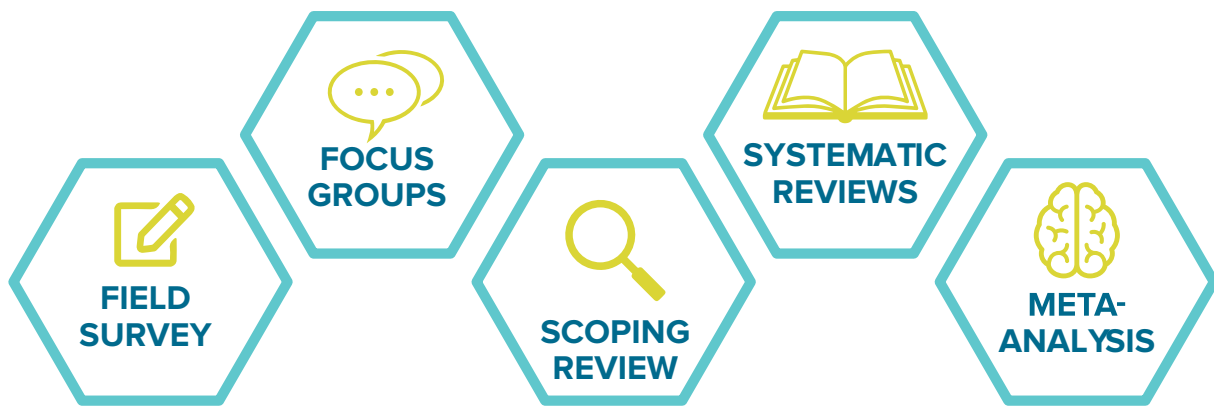 FIELD
SURVEY
FOCUS
GROUPS
SCOPING
REVIEW
SYSTEMATIC
REVIEWS
META-
ANALYSIS